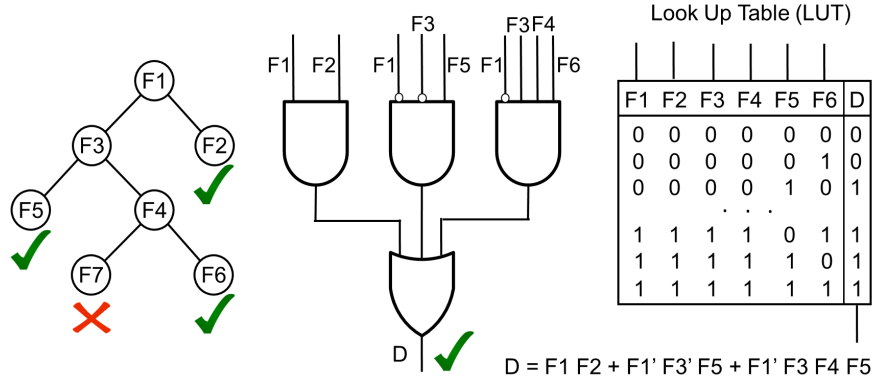 Look Up Table (LUT)
F1
F3
F2
F5
F4
F7
F6
F1 F2
F1 F3 F5
F1 F3 F4 F6
D
F1 F2 F3 F4 F5 F6 D
0 0 0 0 0 0 0
0 0 0 0 0 1 0
0 0 0 0 1 0 1
. . .
1 1 1 1 0 1 1
1 1 1 1 1 0 1
1 1 1 1 1 1 1
D = F1 F2 + F1' F3' F5 + F1' F3 F4 F5